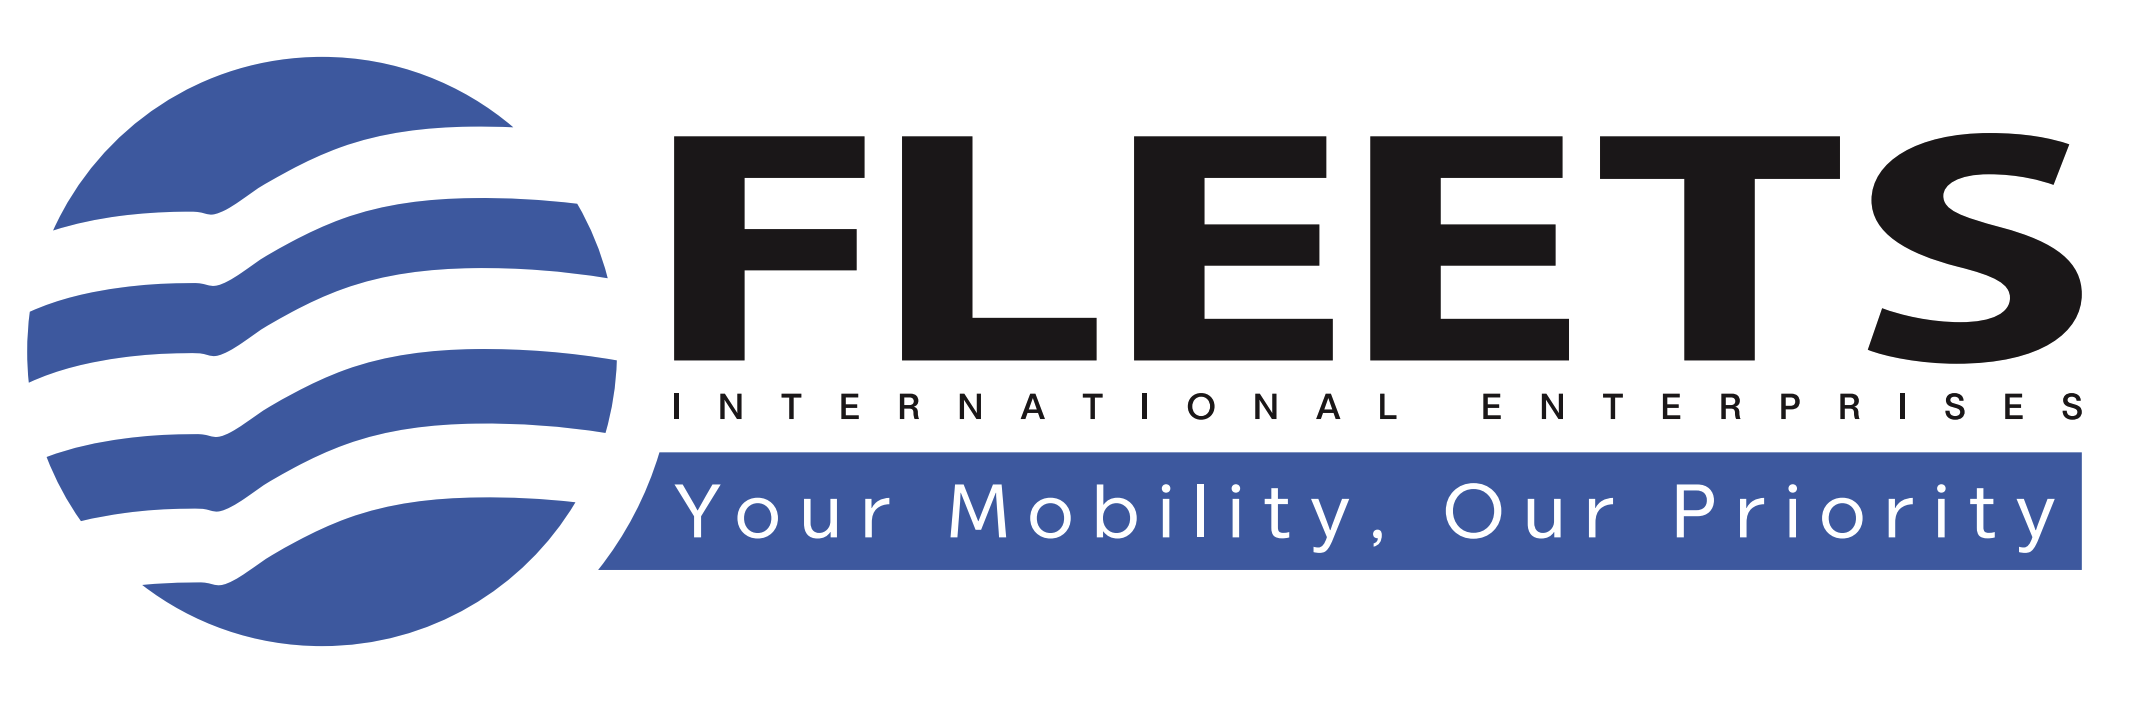 FLEETS
INTERNATIONAL ENTERPRISES
Your Mobility, Our Priority